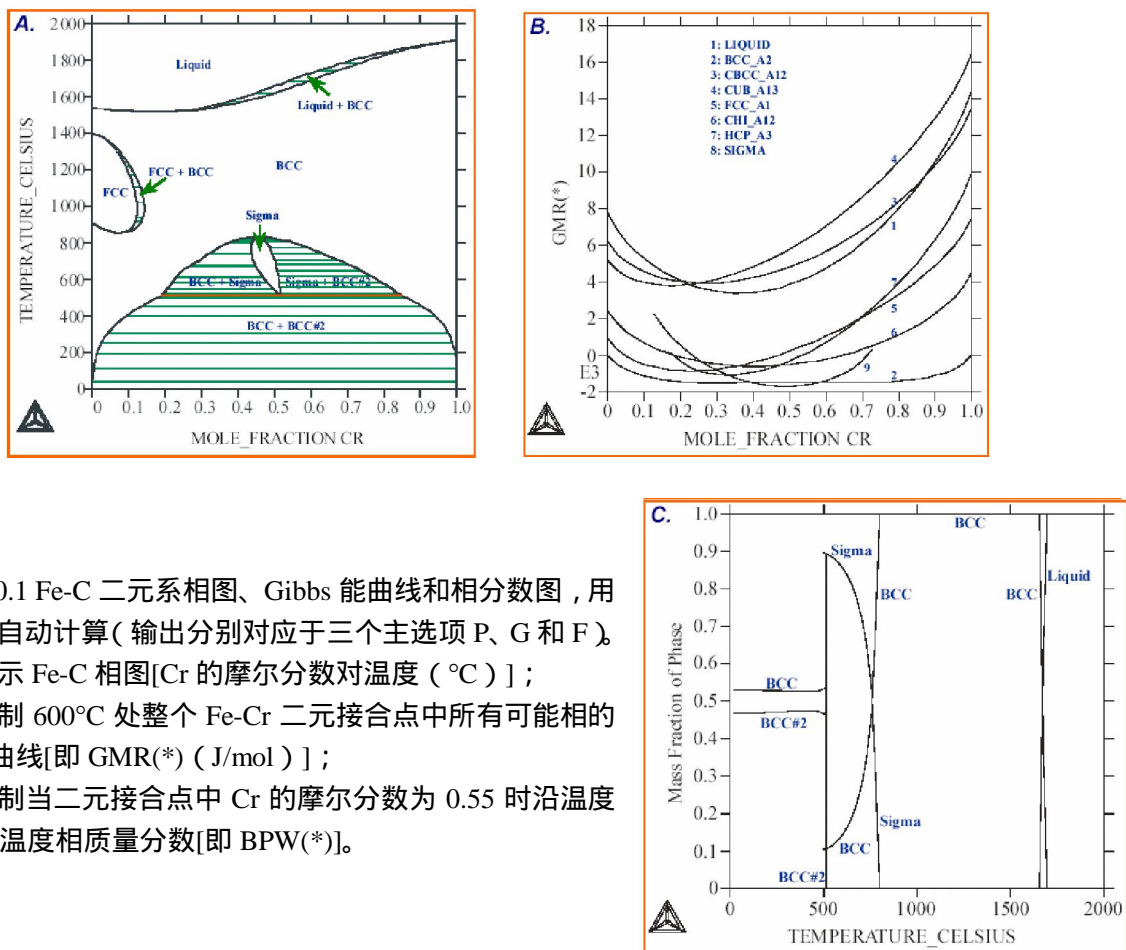 A.
2000
1800
1600
1400
1200
1000
800
600
400
200
0
TEMPERATURE_CELSIUS
Liquid
Liquid + BCC
FCC + BCC
BCC
FCC
Sigma
BCC + Sigma
Sigma + BCC#2
BCC + BCC#2
0 0.1 0.2 0.3 0.4 0.5 0.6 0.7 0.8 0.9 1.0
MOLE_FRACTION CR
B.
18
16
14
12
10
8
6
4
2
0
E3
-2
GMR(*)
1: LIQUID
2: BCC_A2
3: CBCC_A12
4: CUB_A13
5: FCC_A1
6: CHI_A12
7: HCP_A3
8: SIGMA
4
3
1
7
5
6
9
2
0 0.1 0.2 0.3 0.4 0.5 0.6 0.7 0.8 0.9 1.0
MOLE_FRACTION CR
0.1 Fe-C 二元系相图、Gibbs 能曲线和相分数图，用
自动计算（输出分别对应于三个主选项 P、G 和 F）。
示 Fe-C 相图[Cr 的摩尔分数对温度（°C）]；
制 600°C 处整个 Fe-Cr 二元接合点中所有可能相的
曲线[即 GMR(*)（J/mol）]；
制当二元接合点中 Cr 的摩尔分数为 0.55 时沿温度
温度相质量分数[即 BPW(*)]。
C.
1.0
0.9
0.8
0.7
0.6
0.5
0.4
0.3
0.2
0.1
0
Mass Fraction of Phase
BCC
Sigma
Liquid
BCC
BCC
BCC
BCC#2
Sigma
BCC
BCC#2
0 500 1000 1500 2000
TEMPERATURE_CELSIUS